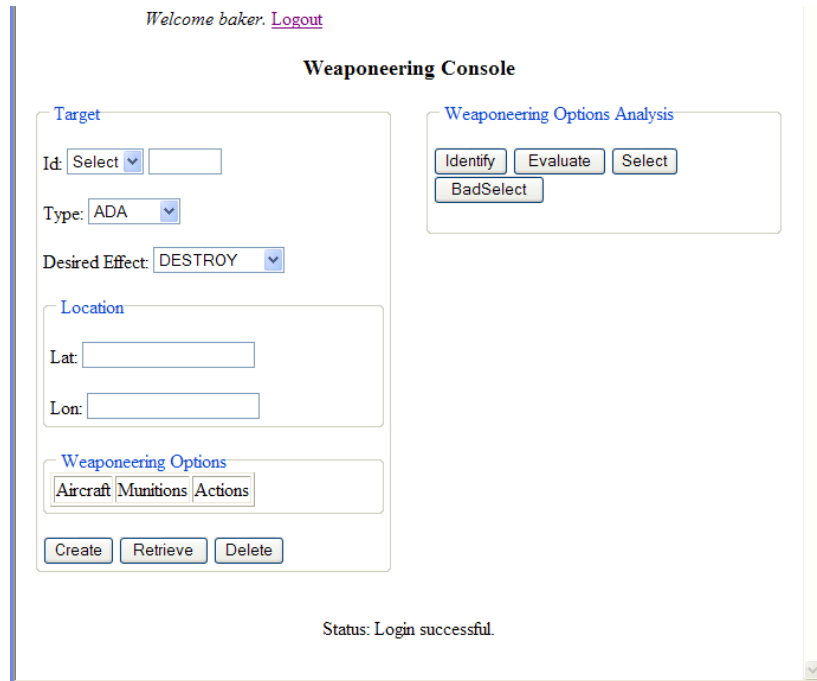 Welcome baker. Logout
Weaponeering Console
Target
Id: Select
Type: ADA
Desired Effect: DESTROY
Location
Lat:
Lon:
Weaponeering Options
Aircraft Munitions Actions
Create Retrieve Delete
Weaponeering Options Analysis
Identify Evaluate Select
BadSelect
Status: Login successful.